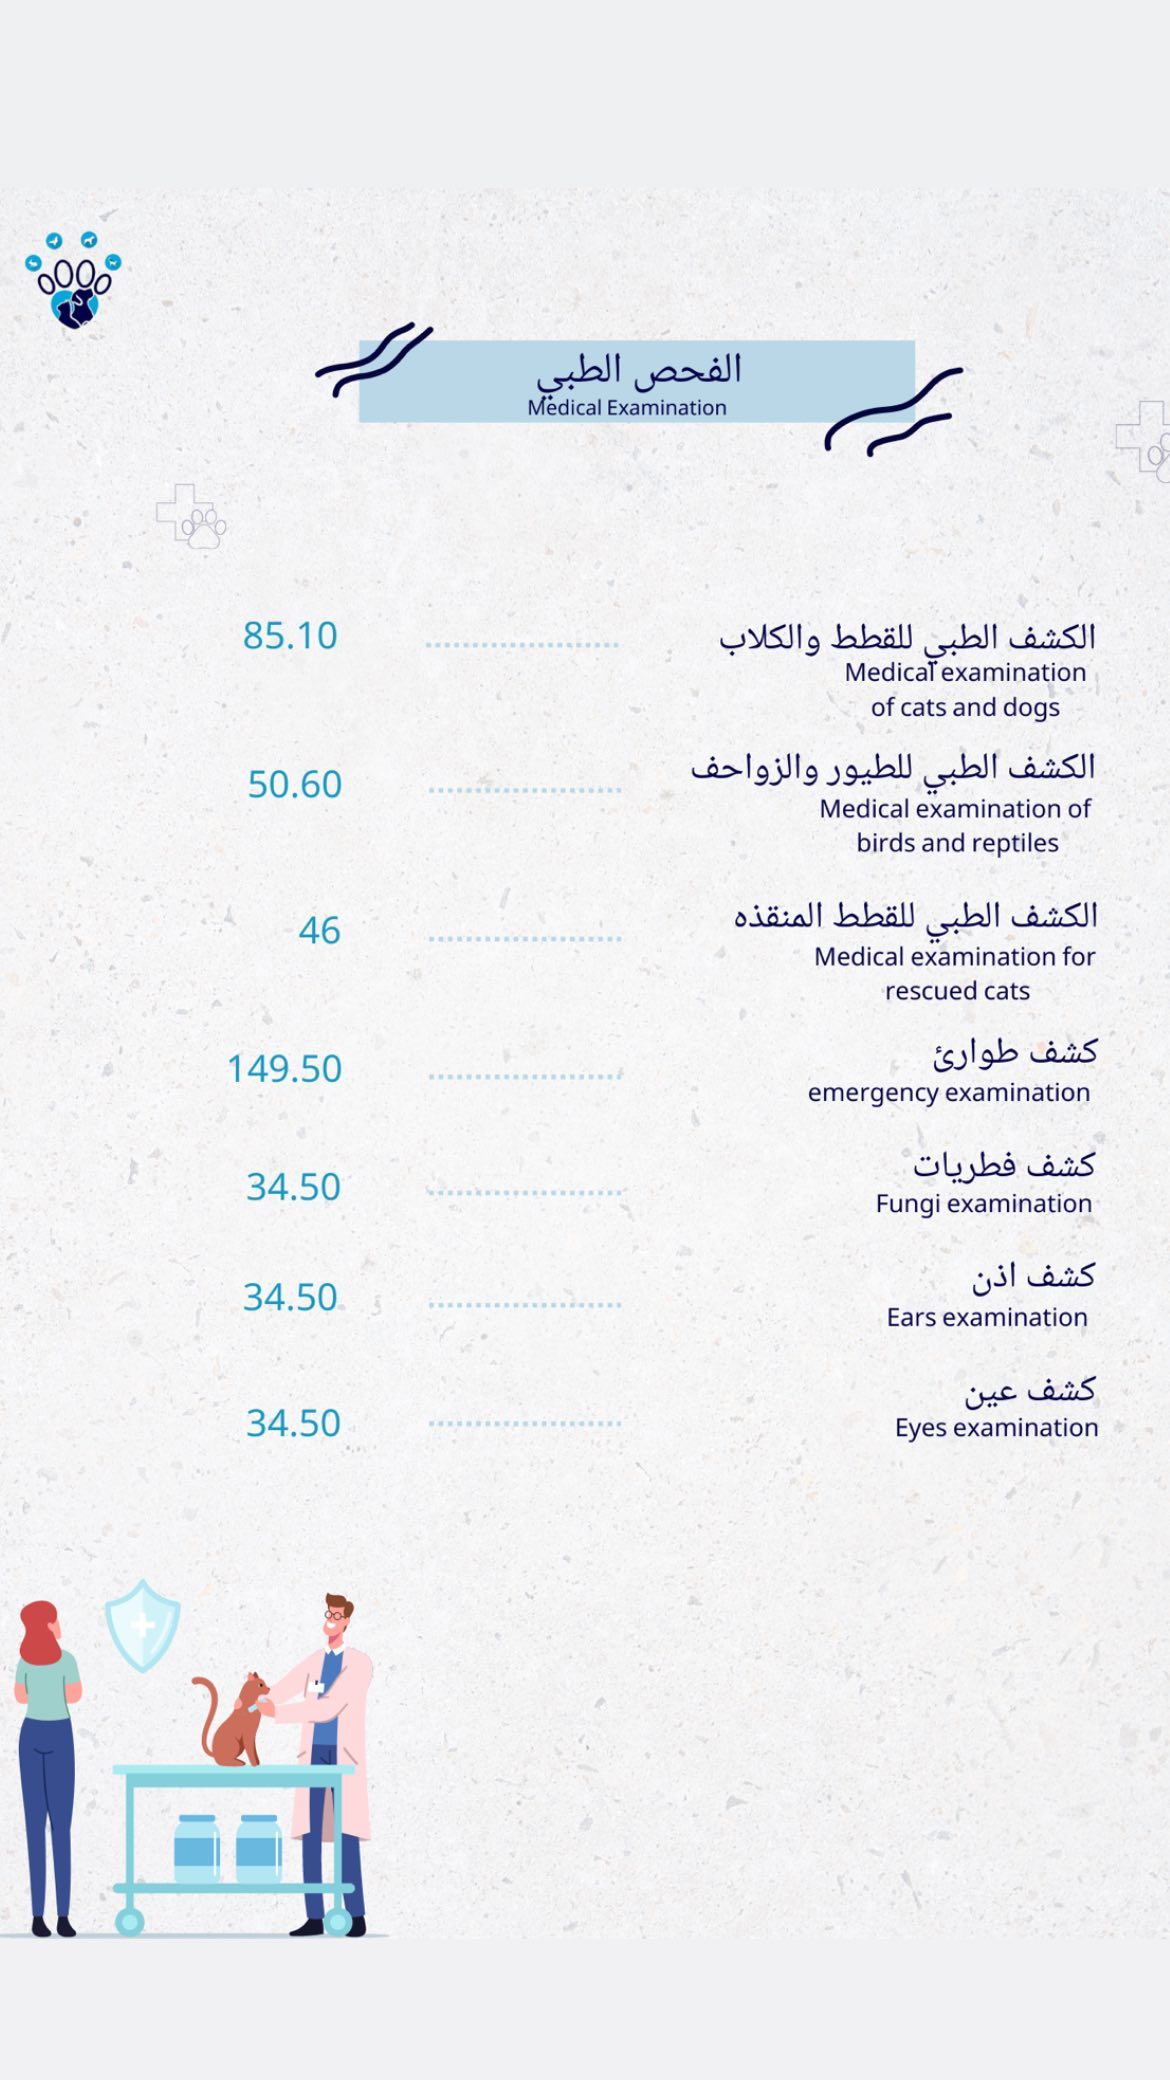 الفحص الطبي
Medical Examination
الكشف الطبي للقطط والكلاب
85.10
Medical examination
of cats and dogs
الكشف الطبي للطيور والزواحف
50.60
Medical examination of
birds and reptiles
الكشف الطبي للقطط المنقذه
46
Medical examination for
rescued cats
كشف طوارئ
149.50
emergency examination
كشف فطريات
34.50
Fungi examination
كشف اذن
34.50
Ears examination
كشف عين
34.50
Eyes examination